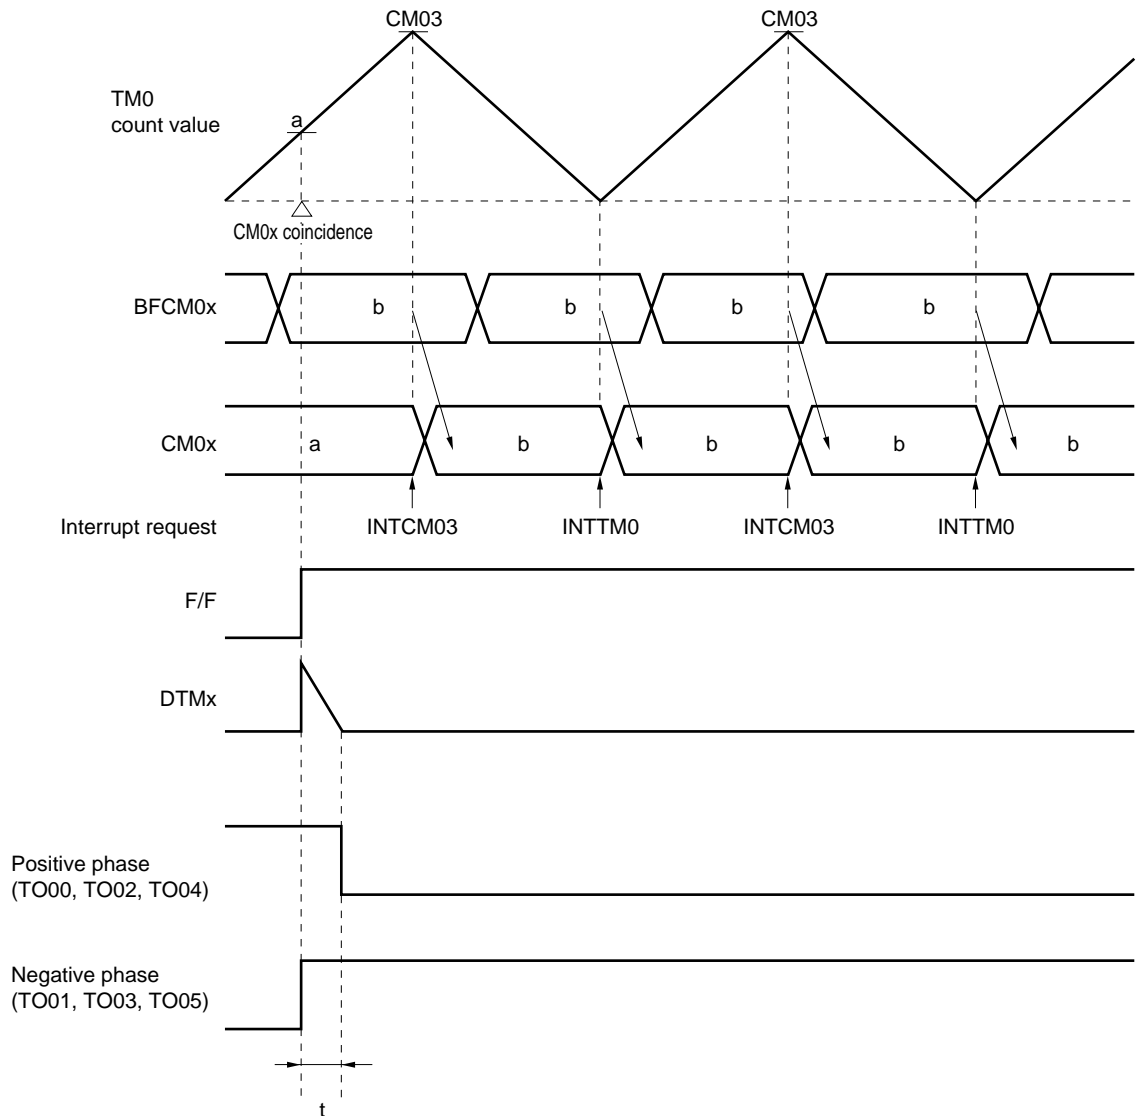 CM03 CM03
TM0
count value
a
CM0x coincidence
BFCM0x b b b b
CM0x a b b b b
Interrupt request INTCM03 INTTM0 INTCM03 INTTM0
F/F
DTMx
Positive phase
(TO00, TO02, TO04)
Negative phase
(TO01, TO03, TO05)
t